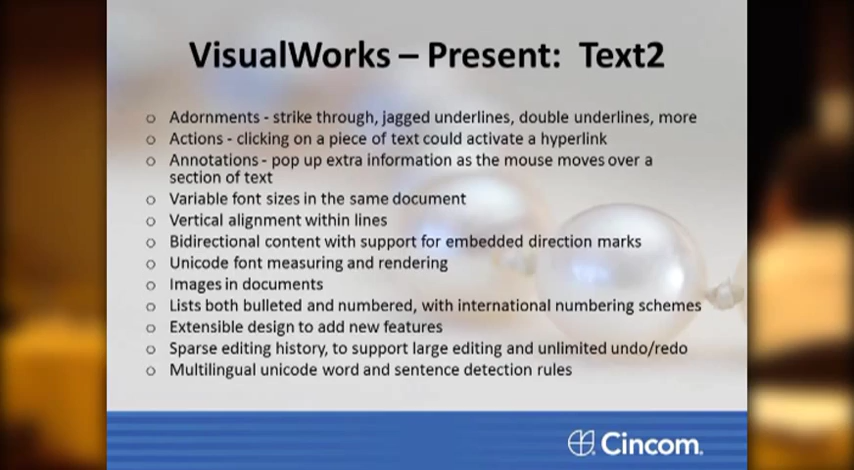 VisualWorks – Present: Text2
○ Adornments - strike through, jagged underlines, double underlines, more
○ Actions - clicking on a piece of text could activate a hyperlink
○ Annotations - pop up extra information as the mouse moves over a
section of text
○ Variable font sizes in the same document
○ Vertical alignment within lines
○ Bidirectional content with support for embedded direction marks
○ Unicode font measuring and rendering
○ Images in documents
○ Lists both bulleted and numbered, with international numbering schemes
○ Extensible design to add new features
○ Sparse editing history, to support large editing and unlimited undo/redo
○ Multilingual unicode word and sentence detection rules
Cincom.